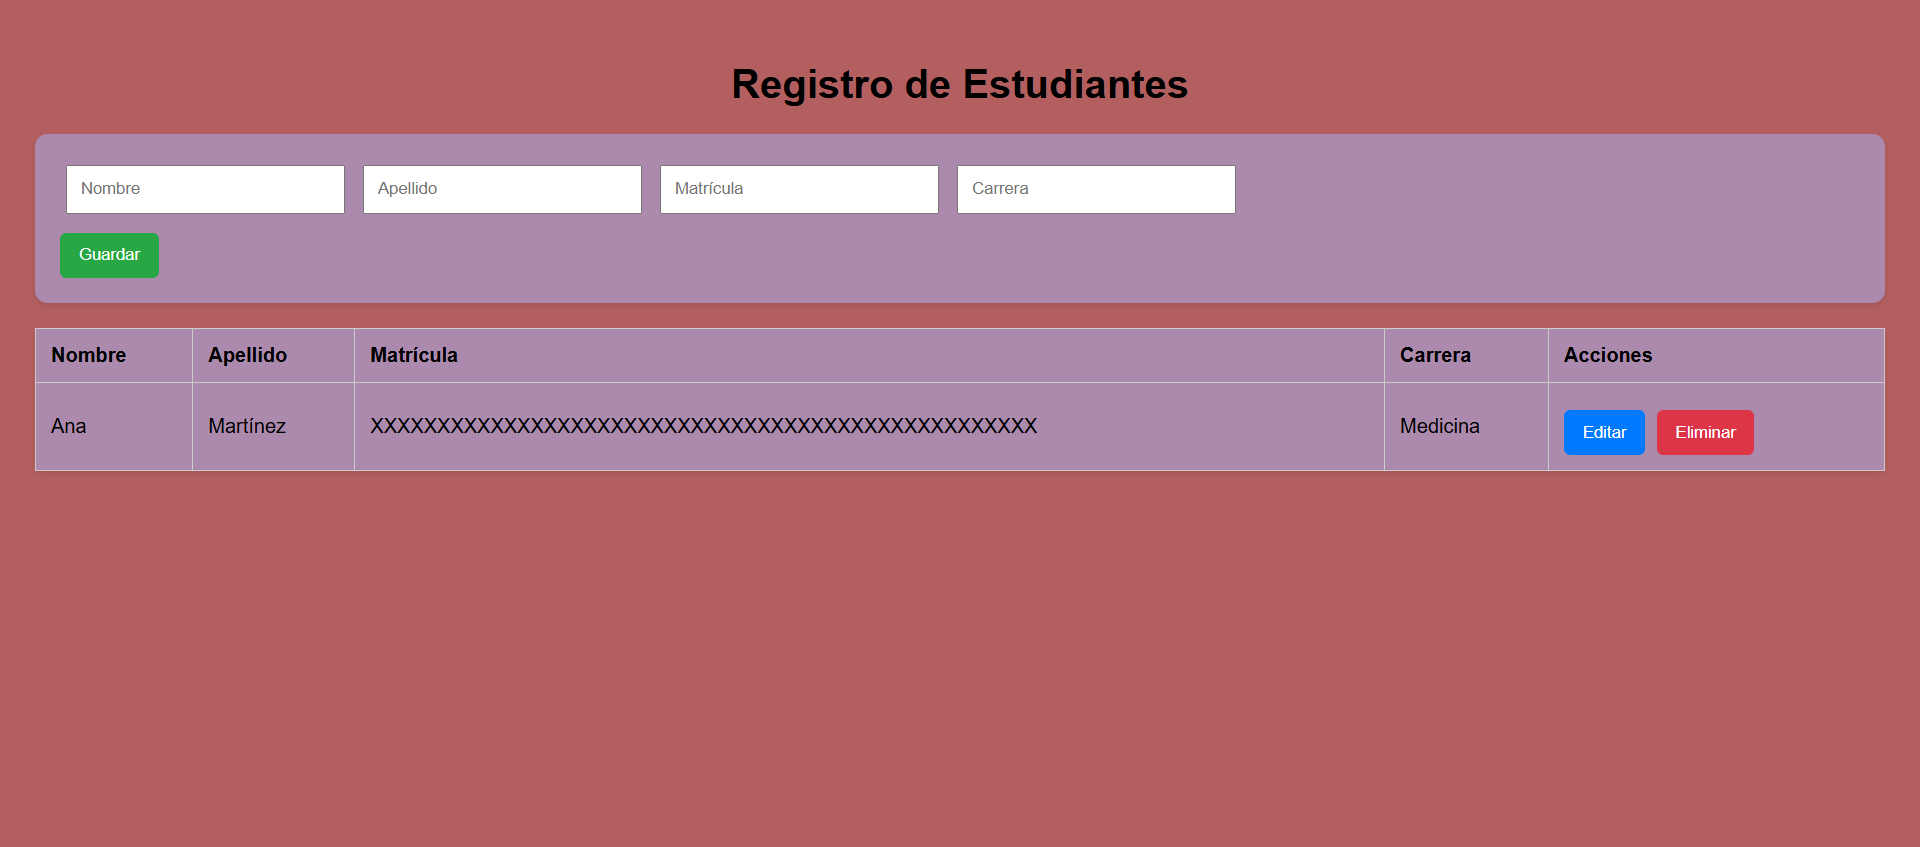 Registro de Estudiantes
Nombre Apellido Matrícula Carrera
Guardar
Nombre Apellido Matrícula Carrera Acciones
Ana Martínez XXXXXXXXXXXXXXXXXXXXXXXXXXXXXXXXXXXXXXXXXXXXXXXXXX Medicina Editar Eliminar